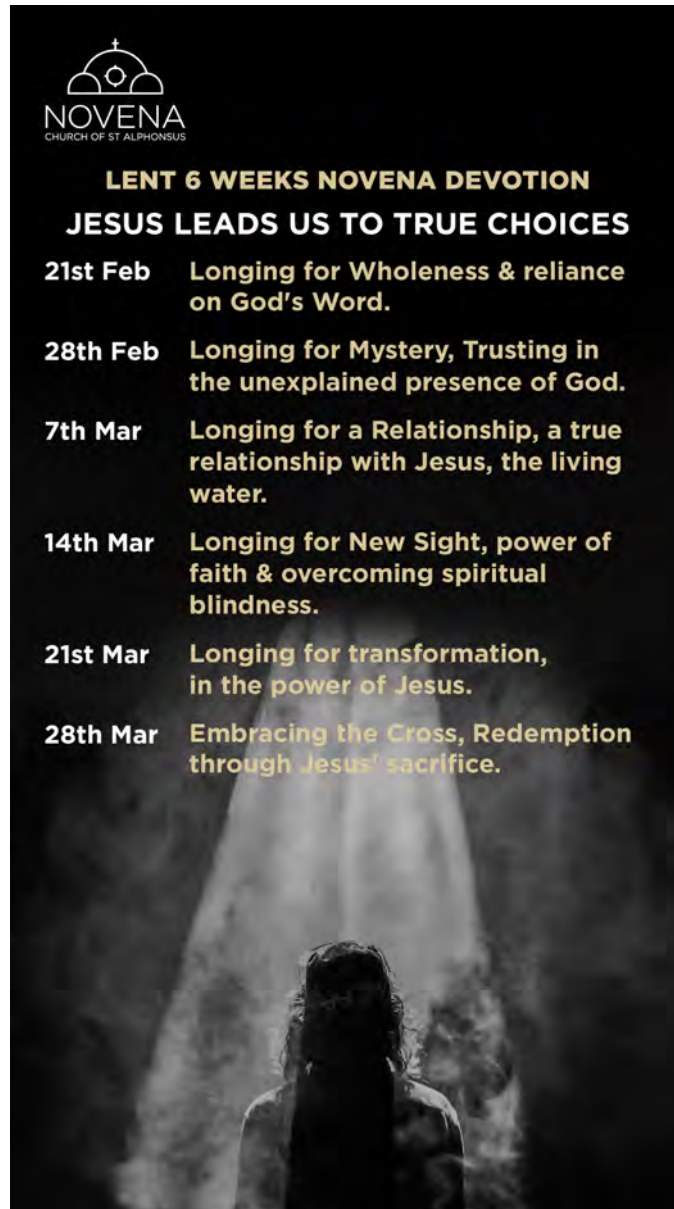 NOVENA
CHURCH OF ST ALPHONSUS
LENT 6 WEEKS NOVENA DEVOTION
JESUS LEADS US TO TRUE CHOICES
21st Feb Longing for Wholeness & reliance
on God's Word.
28th Feb Longing for Mystery, Trusting in
the unexplained presence of God.
7th Mar Longing for a Relationship, a true
relationship with Jesus, the living
water.
14th Mar Longing for New Sight, power of
faith & overcoming spiritual
blindness.
21st Mar Longing for transformation,
in the power of Jesus.
28th Mar Embracing the Cross, Redemption
through Jesus' sacrifice.